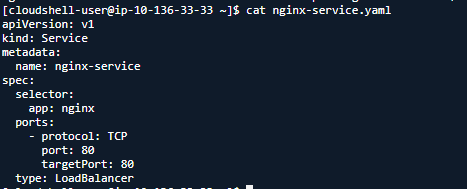 [cloudshell-user@ip-10-136-33-33 ~]$ cat nginx-service.yaml
apiVersion: v1
kind: Service
metadata:
  name: nginx-service
spec:
  selector:
    app: nginx
  ports:
    - protocol: TCP
      port: 80
      targetPort: 80
  type: LoadBalancer